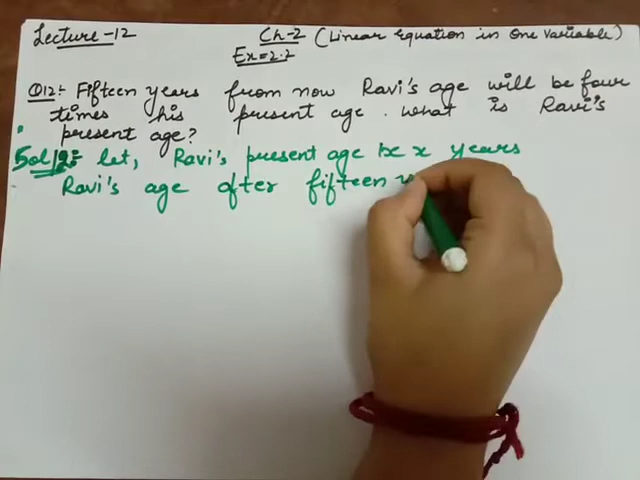 Lecture-12
Ch-2 (Linear Equation in One Variable)
Ex=2.2
Q12:- Fifteen years from now Ravi's age will be four
times his present age. What is Ravi's
present age?
Sol 12:- let, Ravi's present age be x years
Ravi's age after fifteen